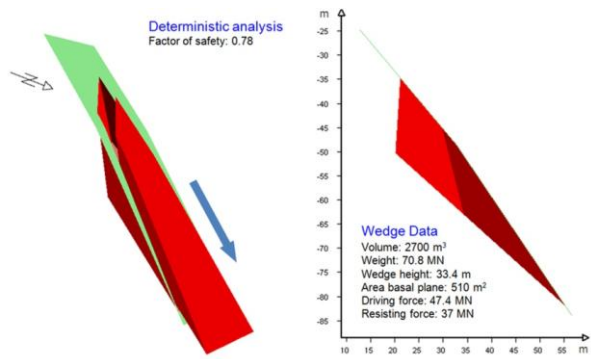 Deterministic analysis
Factor of safety: 0.78
m
-25
-30
-35
-40
-45
-50
-55
-60
-65
-70
-75
-80
-85
Wedge Data
Volume: 2700 m³
Weight: 70.8 MN
Wedge height: 33.4 m
Area basal plane: 510 m²
Driving force: 47.4 MN
Resisting force: 37 MN
10 15 20 25 30 35 40 45 50 55 m